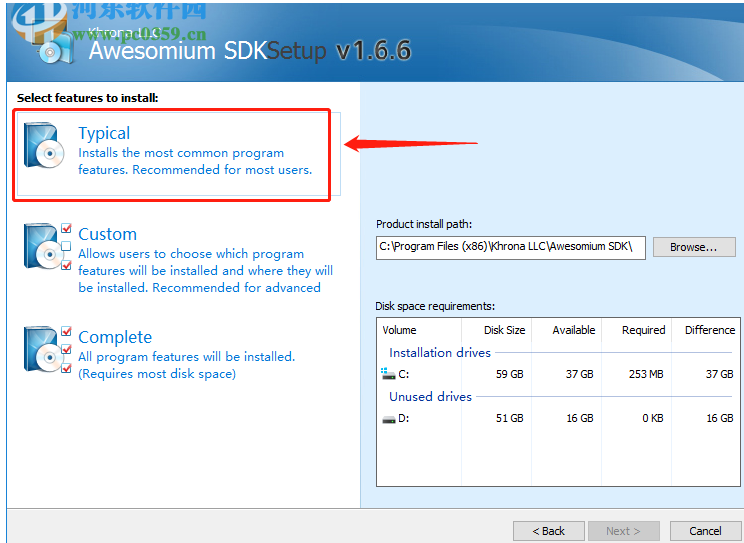 河东软件园
www.pc0359.cn
Khrona LLC
Awesomium SDK Setup v1.6.6
Select features to install:
Typical
Installs the most common program
features. Recommended for most users.
Custom
Allows users to choose which program
features will be installed and where they will
be installed. Recommended for advanced
Complete
All program features will be installed.
(Requires most disk space)
Product install path:
C:\Program Files (x86)\Khrona LLC\Awesomium SDK\
Browse...
Disk space requirements:
Volume Disk Size Available Required Difference
Installation drives
C: 59 GB 37 GB 253 MB 37 GB
Unused drives
D: 51 GB 16 GB 0 KB 16 GB
< Back Next > Cancel